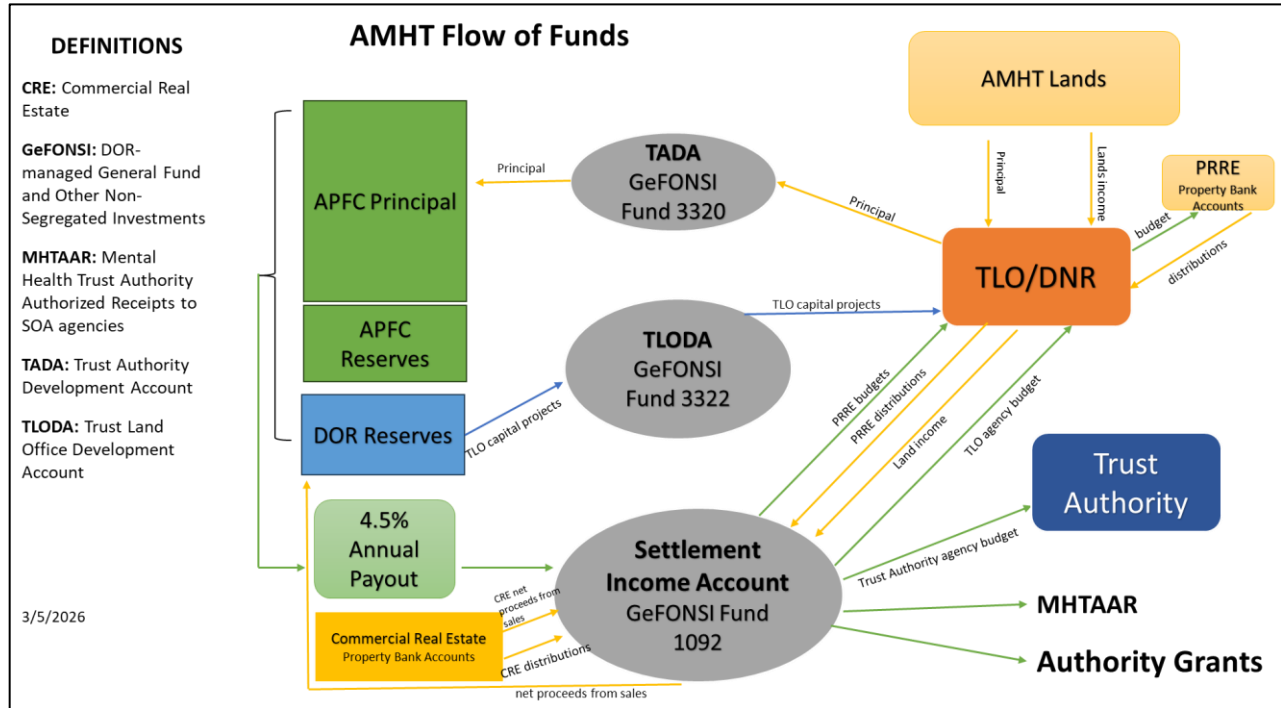 AMHT Flow of Funds
DEFINITIONS
CRE: Commercial Real
Estate
GeFONSI: DOR-
managed General Fund
and Other Non-
Segregated Investments
MHTAAR: Mental
Health Trust Authority
Authorized Receipts to
SOA agencies
TADA: Trust Authority
Development Account
TLODA: Trust Land
Office Development
Account
3/5/2026
APFC Principal
APFC
Reserves
DOR Reserves
4.5%
Annual
Payout
Commercial Real Estate
Property Bank Accounts
Principal
TADA
GeFONSI
Fund 3320
Principal
TLODA
GeFONSI
Fund 3322
TLO capital projects
TLO capital projects
AMHT Lands
Principal
Lands income
PRRE
Property Bank
Accounts
budget
distributions
TLO/DNR
PRRE budgets
PRRE distributions
Land income
TLO agency budget
Settlement
Income Account
GeFONSI Fund
1092
CRE net
proceeds from
sales
CRE distributions
net proceeds from sales
Trust
Authority
Trust Authority agency budget
MHTAAR
Authority Grants